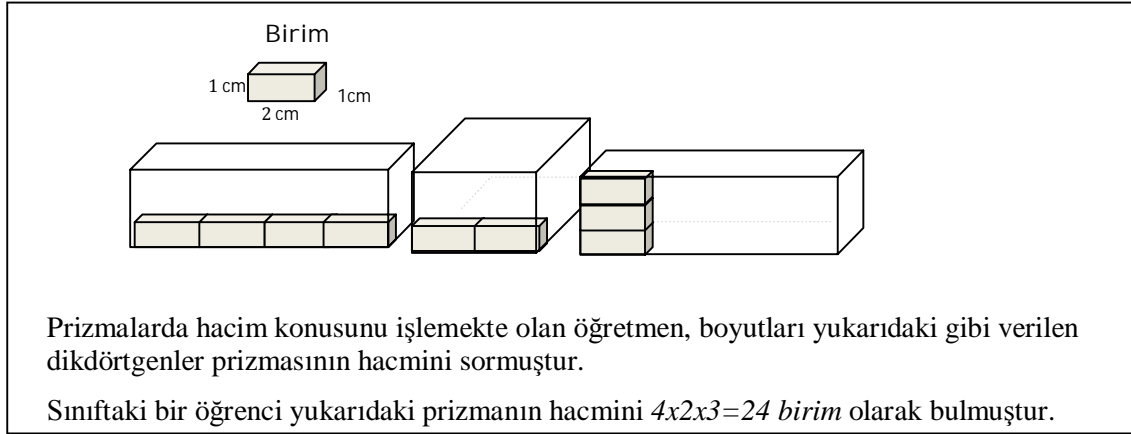 Birim
1 cm
1cm
2 cm
Prizmalarda hacim konusunu işlemekte olan öğretmen, boyutları yukarıdaki gibi verilen
dikdörtgenler prizmasının hacmini sormuştur.
Sınıftaki bir öğrenci yukarıdaki prizmanın hacmini 4x2x3=24 birim olarak bulmuştur.